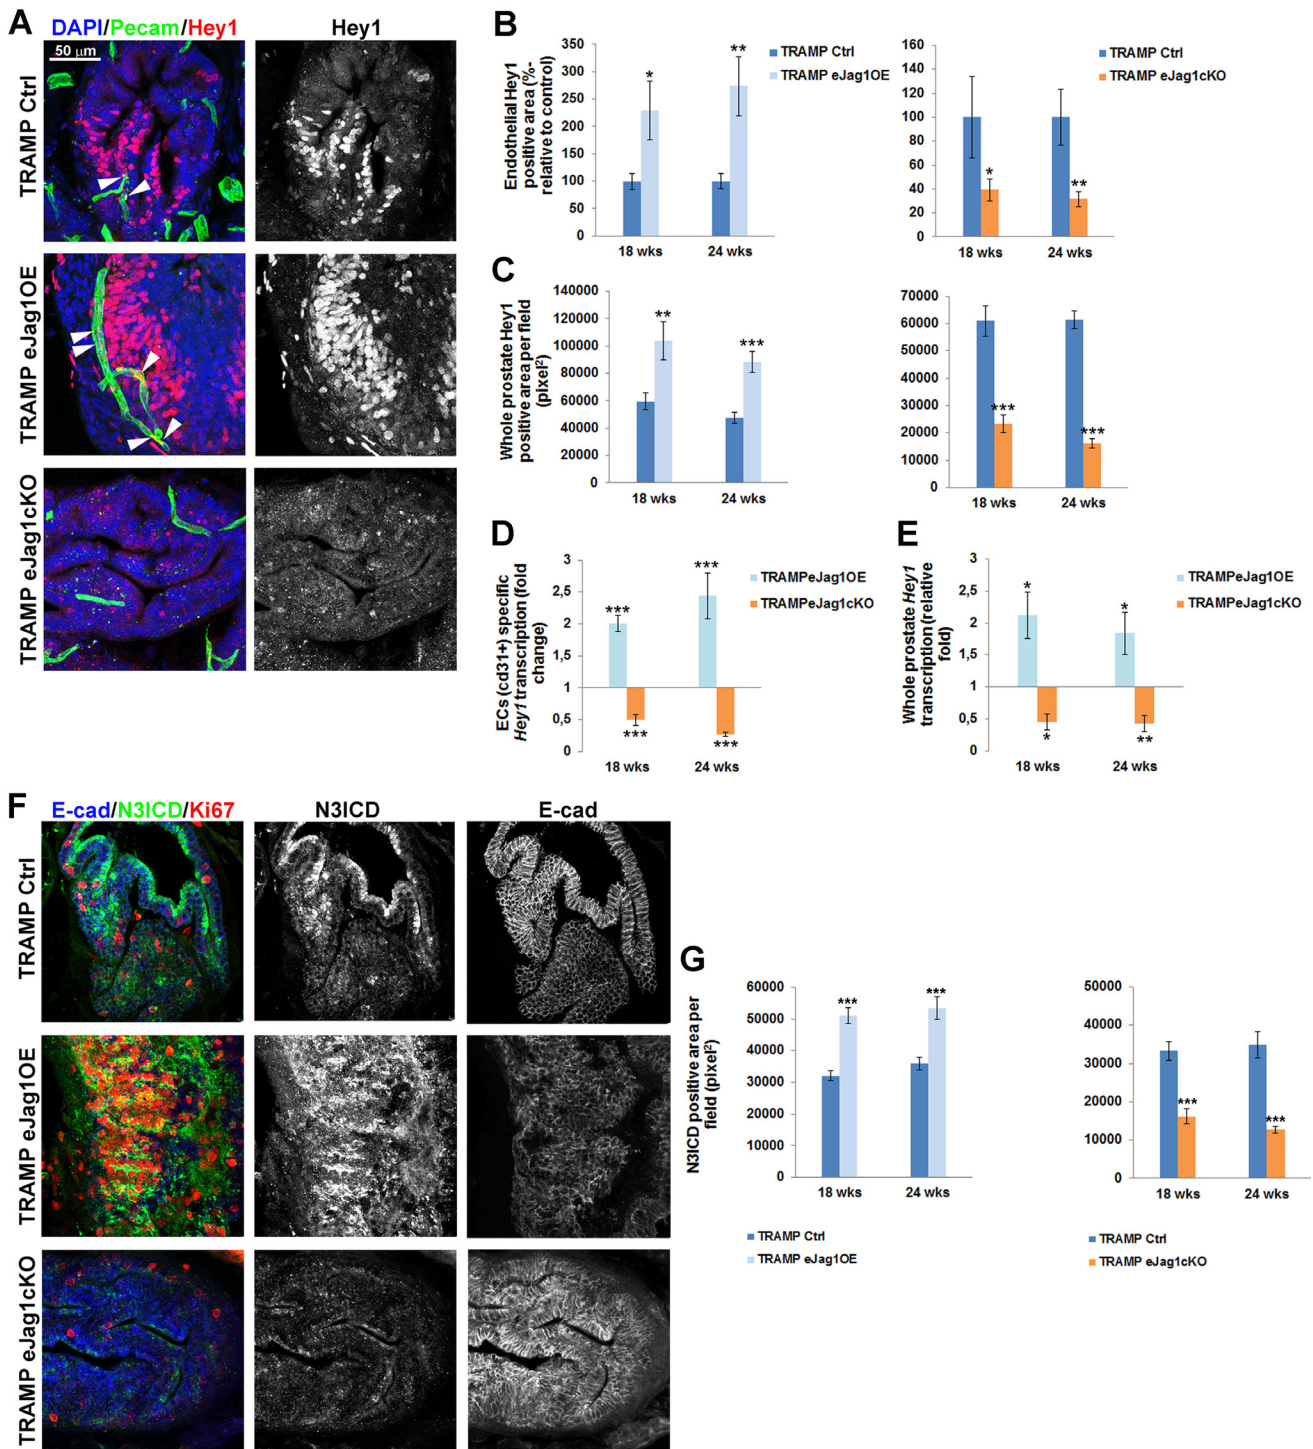 A
DAPI/Pecam/Hey1
Hey1
50 µm
TRAMP Ctrl
TRAMP eJag1OE
TRAMP eJag1cKO
B
Endothelial Hey1
positive area (%-
relative to control)
350
300
250
200
150
100
50
0
*
**
18 wks
24 wks
TRAMP Ctrl
TRAMP eJag1OE
160
140
120
100
80
60
40
20
0
*
**
18 wks
24 wks
TRAMP Ctrl
TRAMP eJag1cKO
C
Whole prostate Hey1
positive area per field
(pixel²)
140000
120000
100000
80000
60000
40000
20000
0
**
***
18 wks
24 wks
70000
60000
50000
40000
30000
20000
10000
0
***
***
18 wks
24 wks
D
ECs (cd31+) specific
Hey1 transcription (fold
change)
3
2,5
2
1,5
1
0,5
0
***
***
***
***
18 wks
24 wks
TRAMPeJag1OE
TRAMPeJag1cKO
E
Whole prostate Hey1
transcription (relative
fold)
3
2,5
2
1,5
1
0,5
0
*
*
*
**
18 wks
24 wks
TRAMPeJag1OE
TRAMPeJag1cKO
F
E-cad/N3ICD/Ki67
N3ICD
E-cad
TRAMP Ctrl
TRAMP eJag1OE
TRAMP eJag1cKO
G
N3ICD positive area per
field (pixel²)
60000
50000
40000
30000
20000
10000
0
***
***
18 wks
24 wks
TRAMP Ctrl
TRAMP eJag1OE
50000
40000
30000
20000
10000
0
***
***
18 wks
24 wks
TRAMP Ctrl
TRAMP eJag1cKO